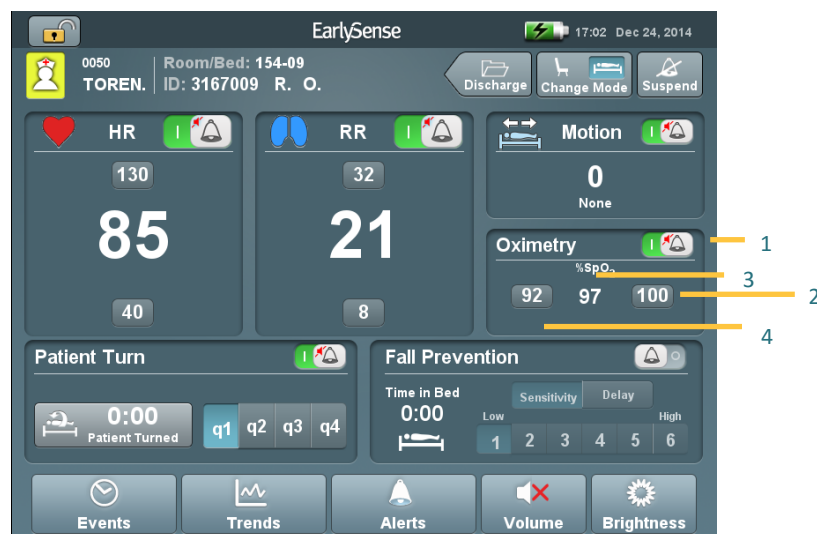 EarlySense
17:02 Dec 24, 2014
0050
TOREN.
Room/Bed: 154-09
ID: 3167009 R. O.
Discharge
Change Mode
Suspend
HR
I
130
85
40
RR
I
32
21
8
Motion
I
0
None
Oximetry
I
%SpO2
92 97 100
1
3
2
4
Patient Turn
I
0:00
Patient Turned
q1 q2 q3 q4
Fall Prevention
Time in Bed
0:00
Sensitivity Delay
Low High
1 2 3 4 5 6
Events
Trends
Alerts
Volume
Brightness